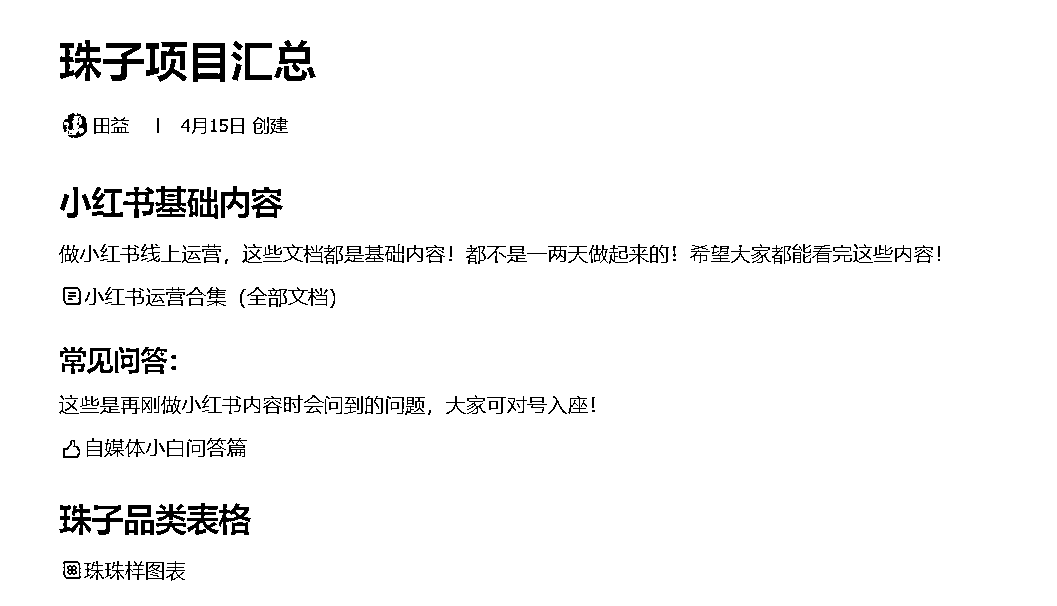 珠子项目汇总
田益 | 4月15日 创建
小红书基础内容
做小红书线上运营，这些文档都是基础内容！都不是一两天做起来的！希望大家都能看完这些内容！
小红书运营合集（全部文档）
常见问答：
这些是再刚做小红书内容时会问到的问题，大家可对号入座！
自媒体小白问答篇
珠子品类表格
珠珠样图表